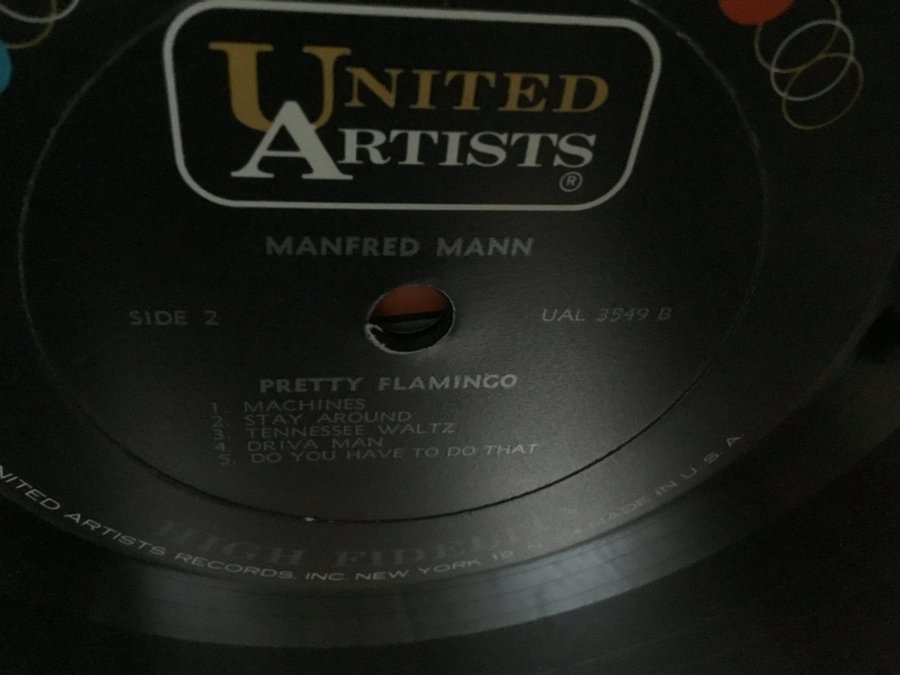 UNITED
ARTISTS
®
MANFRED MANN
SIDE 2
UAL 3549 B
PRETTY FLAMINGO
1. MACHINES
2. STAY AROUND
3. TENNESSEE WALTZ
4. DRIVA MAN
5. DO YOU HAVE TO DO THAT
HIGH FIDELITY
UNITED ARTISTS RECORDS. INC. NEW YORK 19 MADE IN U.S.A.